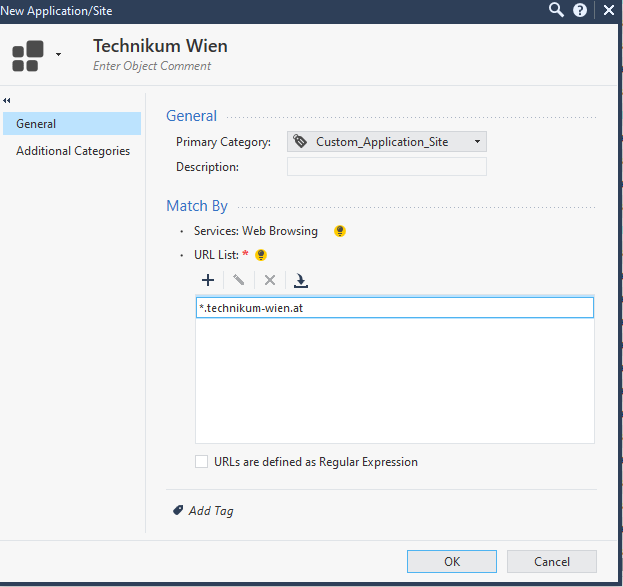 New Application/Site
Technikum Wien
Enter Object Comment
General
Additional Categories
General
Primary Category: Custom_Application_Site
Description:
Match By
Services: Web Browsing
URL List: *
*.technikum-wien.at
URLs are defined as Regular Expression
Add Tag
OK Cancel